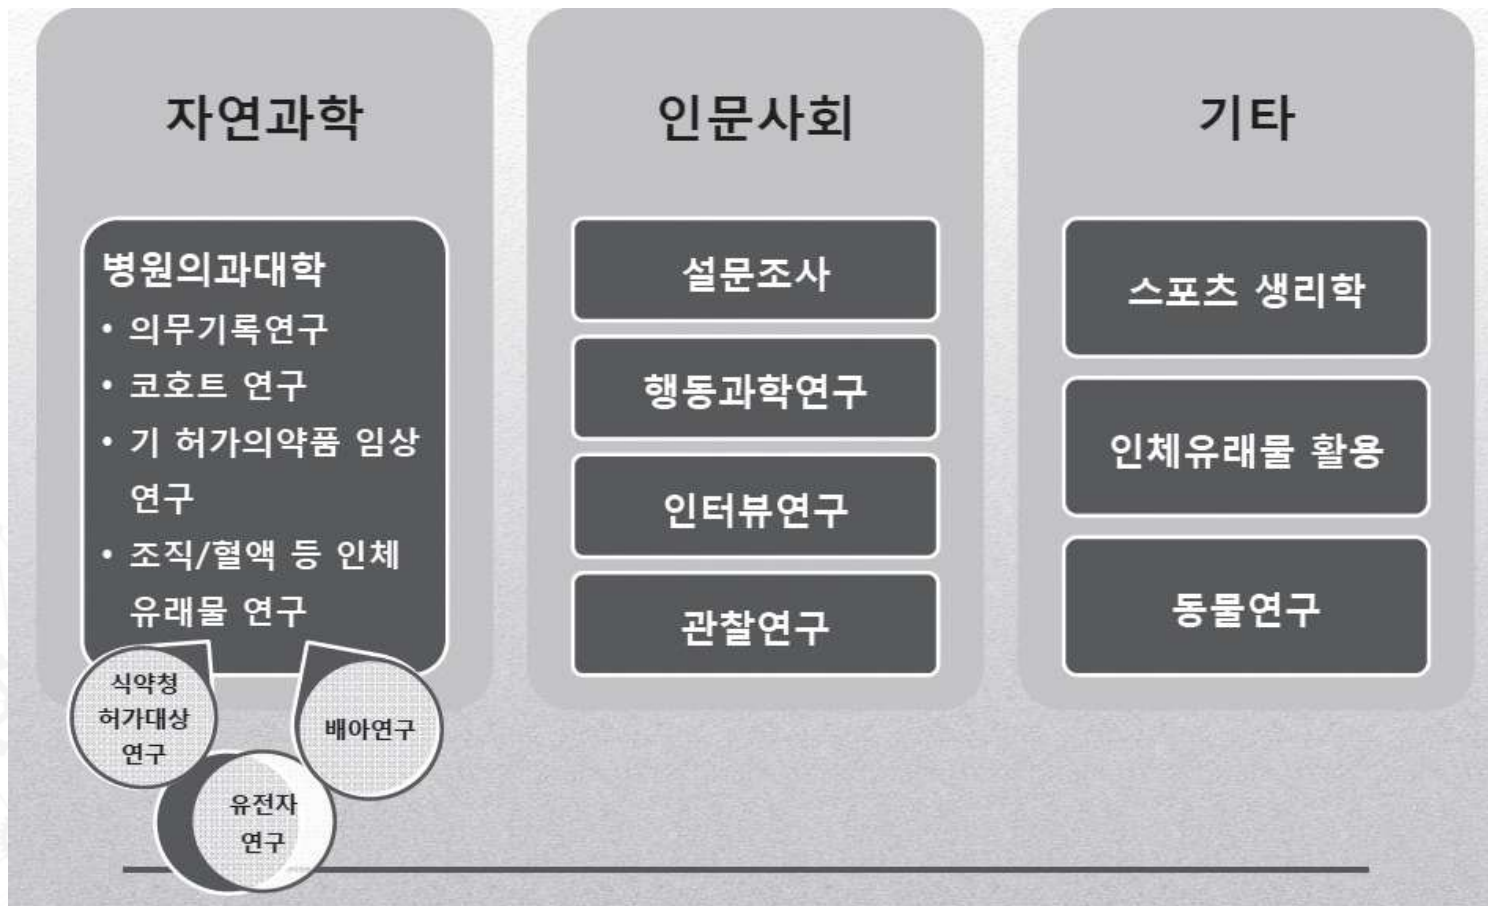 자연과학
병원의과대학
• 의무기록연구
• 코호트 연구
• 기 허가의약품 임상
연구
• 조직/혈액 등 인체
유래물 연구
식약청
허가대상
연구
배아연구
유전자
연구
인문사회
설문조사
행동과학연구
인터뷰연구
관찰연구
기타
스포츠 생리학
인체유래물 활용
동물연구